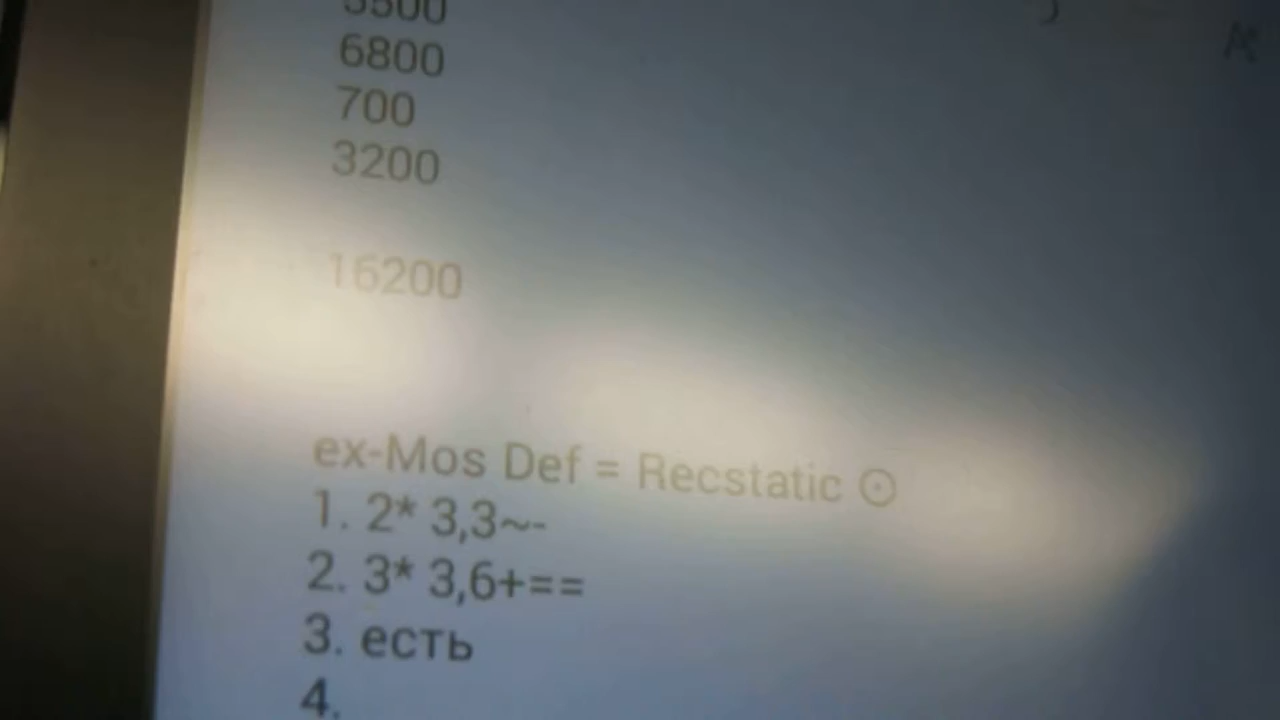 5500
6800
700
3200
16200
ex-Mos Def = Recstatic ⊙
1. 2* 3,3~-
2. 3* 3,6+==
3. есть
4.